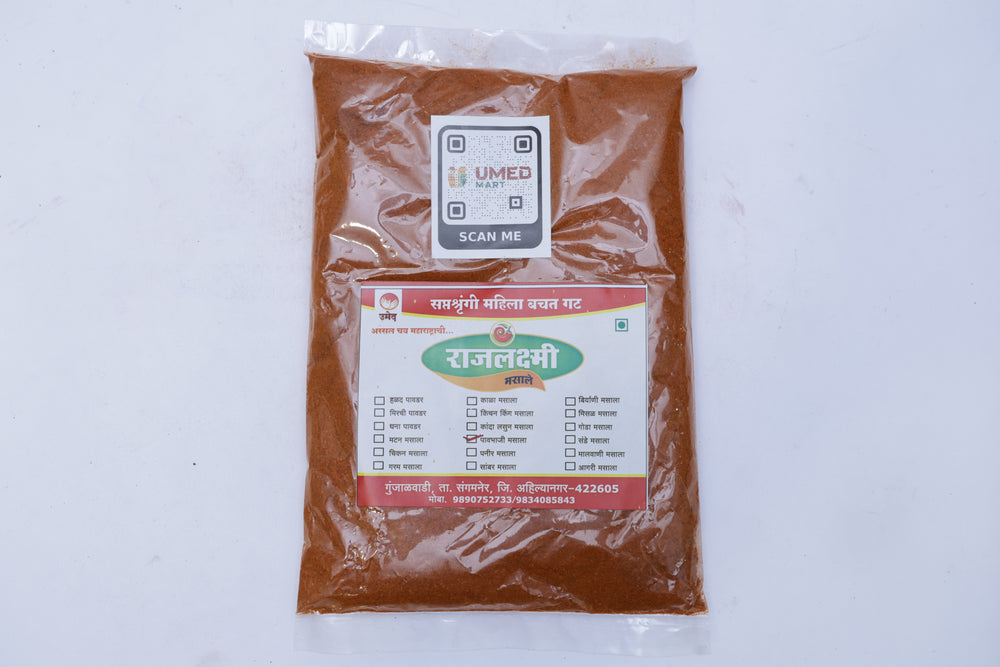 UMED
MART
SCAN ME
सप्तश्रृंगी महिला बचत गट
उमेद
अस्सल चव महाराष्ट्राची...
राजलक्ष्मी
मसाले
हळद पावडर
मिरची पावडर
धना पावडर
मटन मसाला
चिकन मसाला
गरम मसाला
काळा मसाला
किचन किंग मसाला
कांदा लसुन मसाला
पावभाजी मसाला
पनीर मसाला
सांबर मसाला
बिर्याणी मसाला
मिसळ मसाला
गोडा मसाला
संडे मसाला
मालवाणी मसाला
आगरी मसाला
गुंजाळवाडी, ता. संगमनेर, जि. अहिल्यानगर-422605
मोबा. 9890752733/9834085843